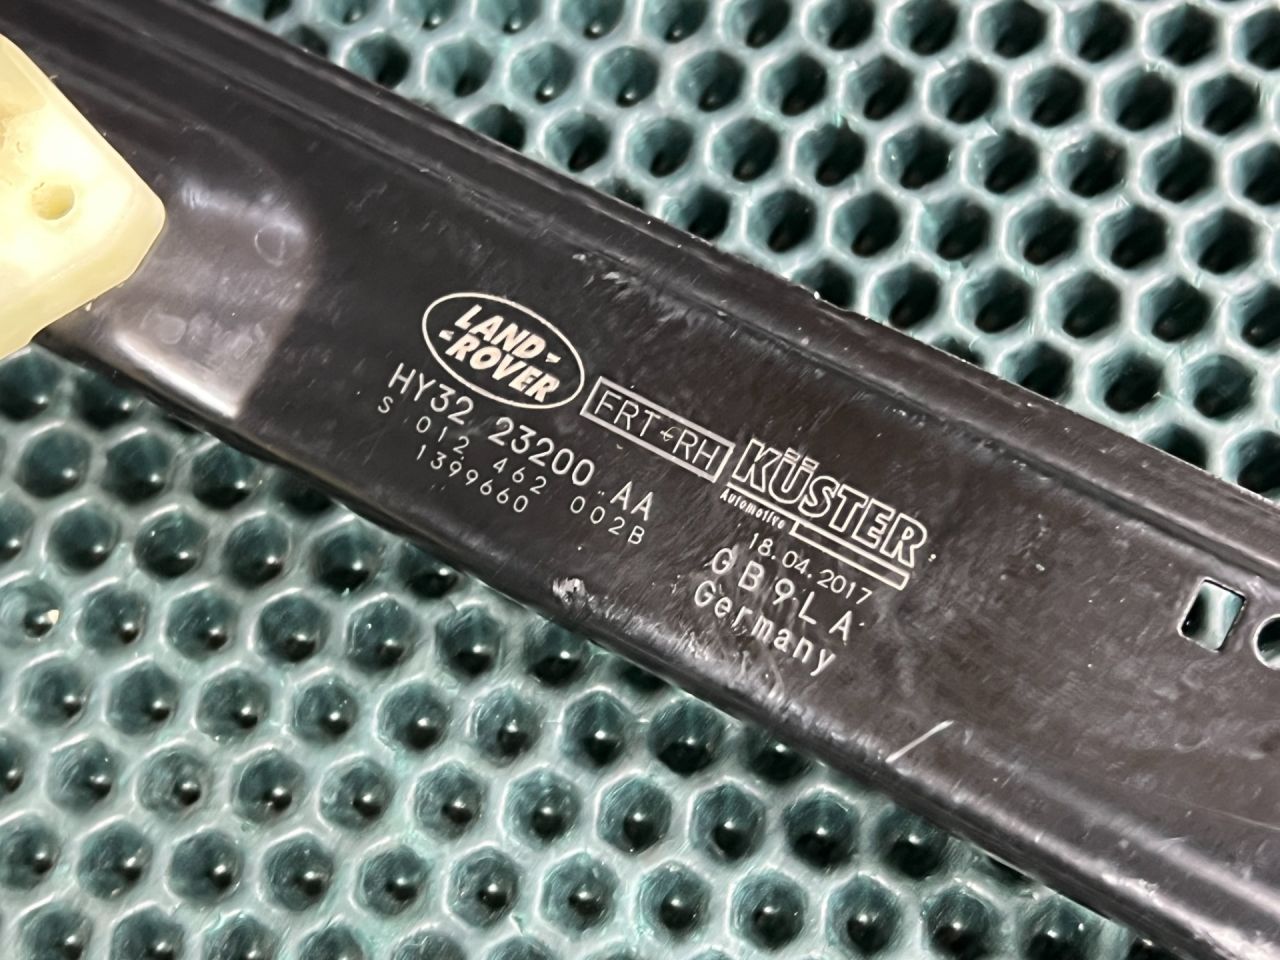 LAND-
-ROVER
HY32 23200 AA
S 012 462 002B
1399660
FRT-RH
KÜSTER
Automotive
18.04.2017
GB9LA
Germany